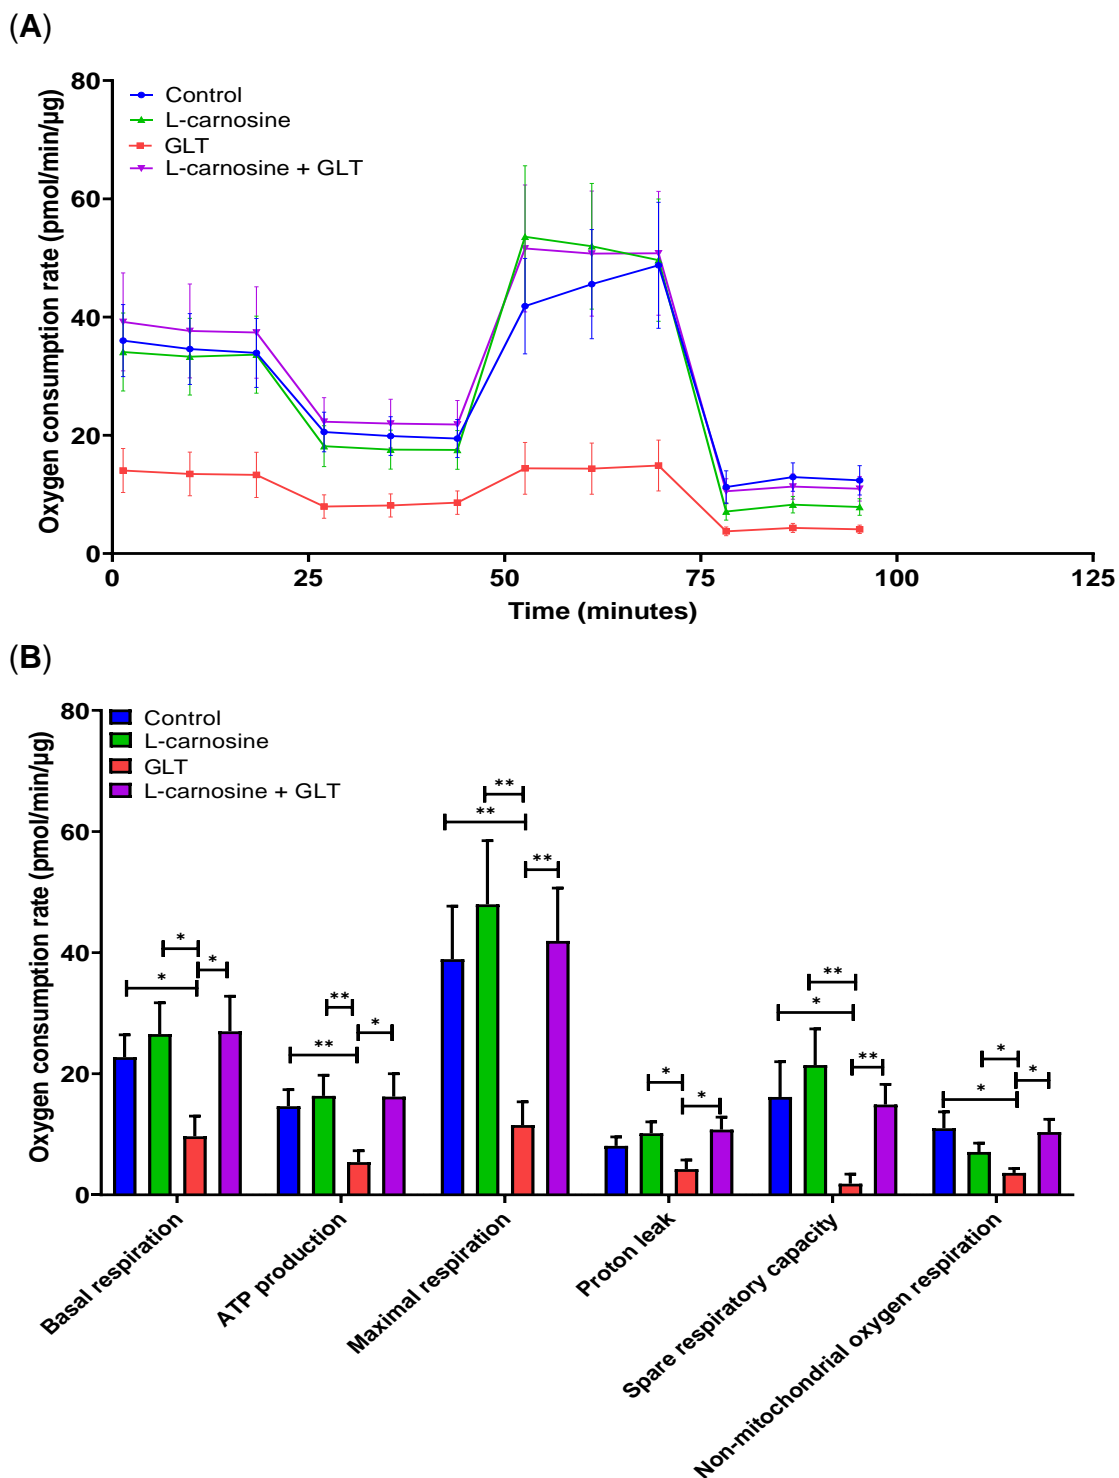 (A)
80
60
40
20
0
Oxygen consumption rate (pmol/min/µg)
Control
L-carnosine
GLT
L-carnosine + GLT
0 25 50 75 100 125
Time (minutes)
(B)
80
60
40
20
0
Oxygen consumption rate (pmol/min/µg)
Control
L-carnosine
GLT
L-carnosine + GLT
* * *
** ** *
** ** **
* *
* ** **
* * *
Basal respiration
ATP production
Maximal respiration
Proton leak
Spare respiratory capacity
Non-mitochondrial oxygen respiration